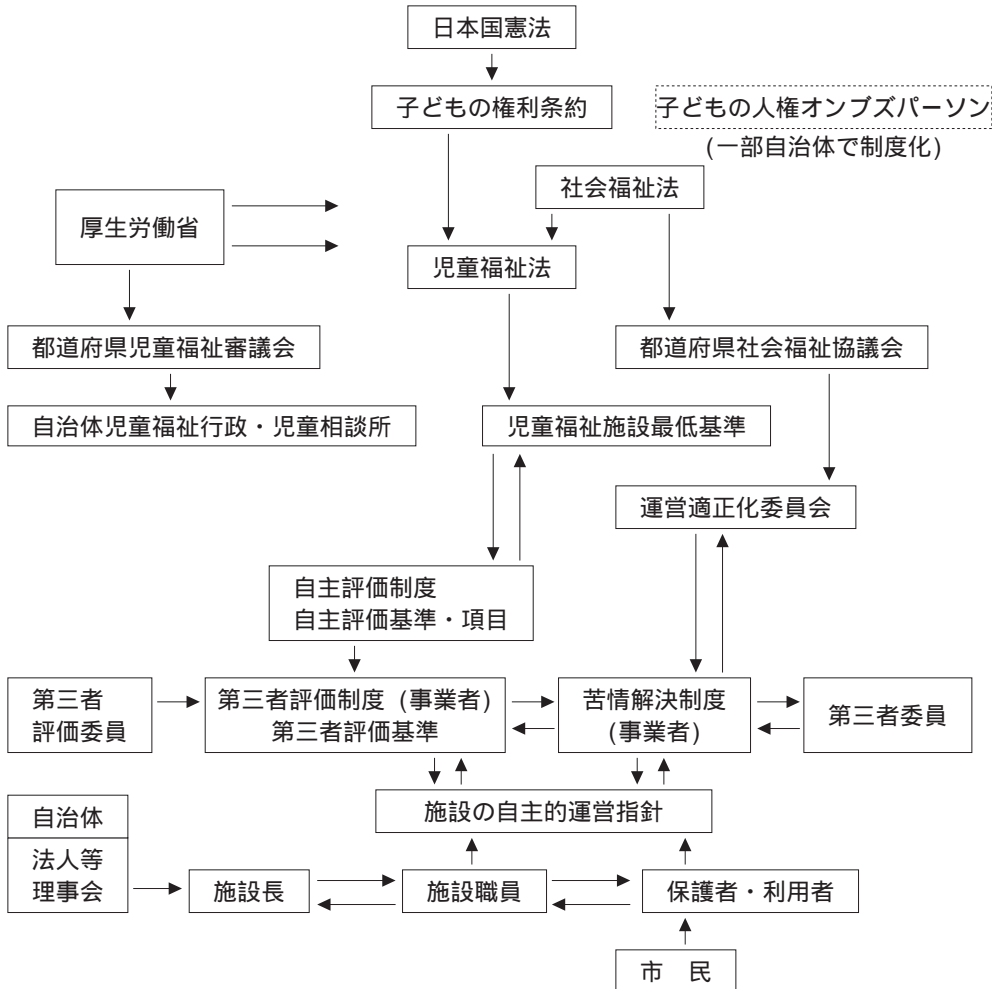 日本国憲法
子どもの権利条約
子どもの人権オンブズパーソン
(一部自治体で制度化)
社会福祉法
厚生労働省
児童福祉法
都道府県児童福祉審議会
都道府県社会福祉協議会
自治体児童福祉行政・児童相談所
児童福祉施設最低基準
運営適正化委員会
自主評価制度
自主評価基準・項目
第三者
評価委員
第三者評価制度(事業者)
第三者評価基準
苦情解決制度
(事業者)
第三者委員
施設の自主的運営指針
自治体
法人等
理事会
施設長
施設職員
保護者・利用者
市 民